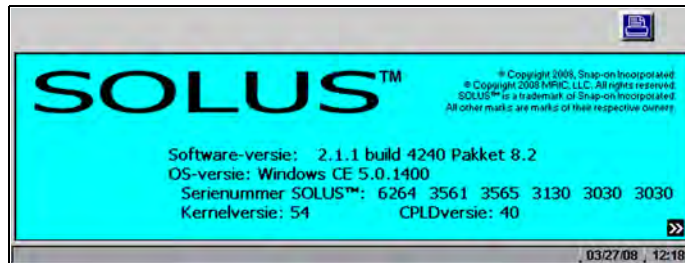 SOLUS™
© Copyright 2008, Snap-on Incorporated.
© Copyright 2008 MRIC, LLC. All rights reserved.
SOLUS™ is a trademark of Snap-on Incorporated.
All other marks are marks of their respective owners.
Software-versie: 2.1.1 build 4240 Pakket 8.2
OS-versie: Windows CE 5.0.1400
Serienummer SOLUS™: 6264 3561 3565 3130 3030 3030
Kernelversie: 54 CPLDversie: 40
03/27/08 12:18